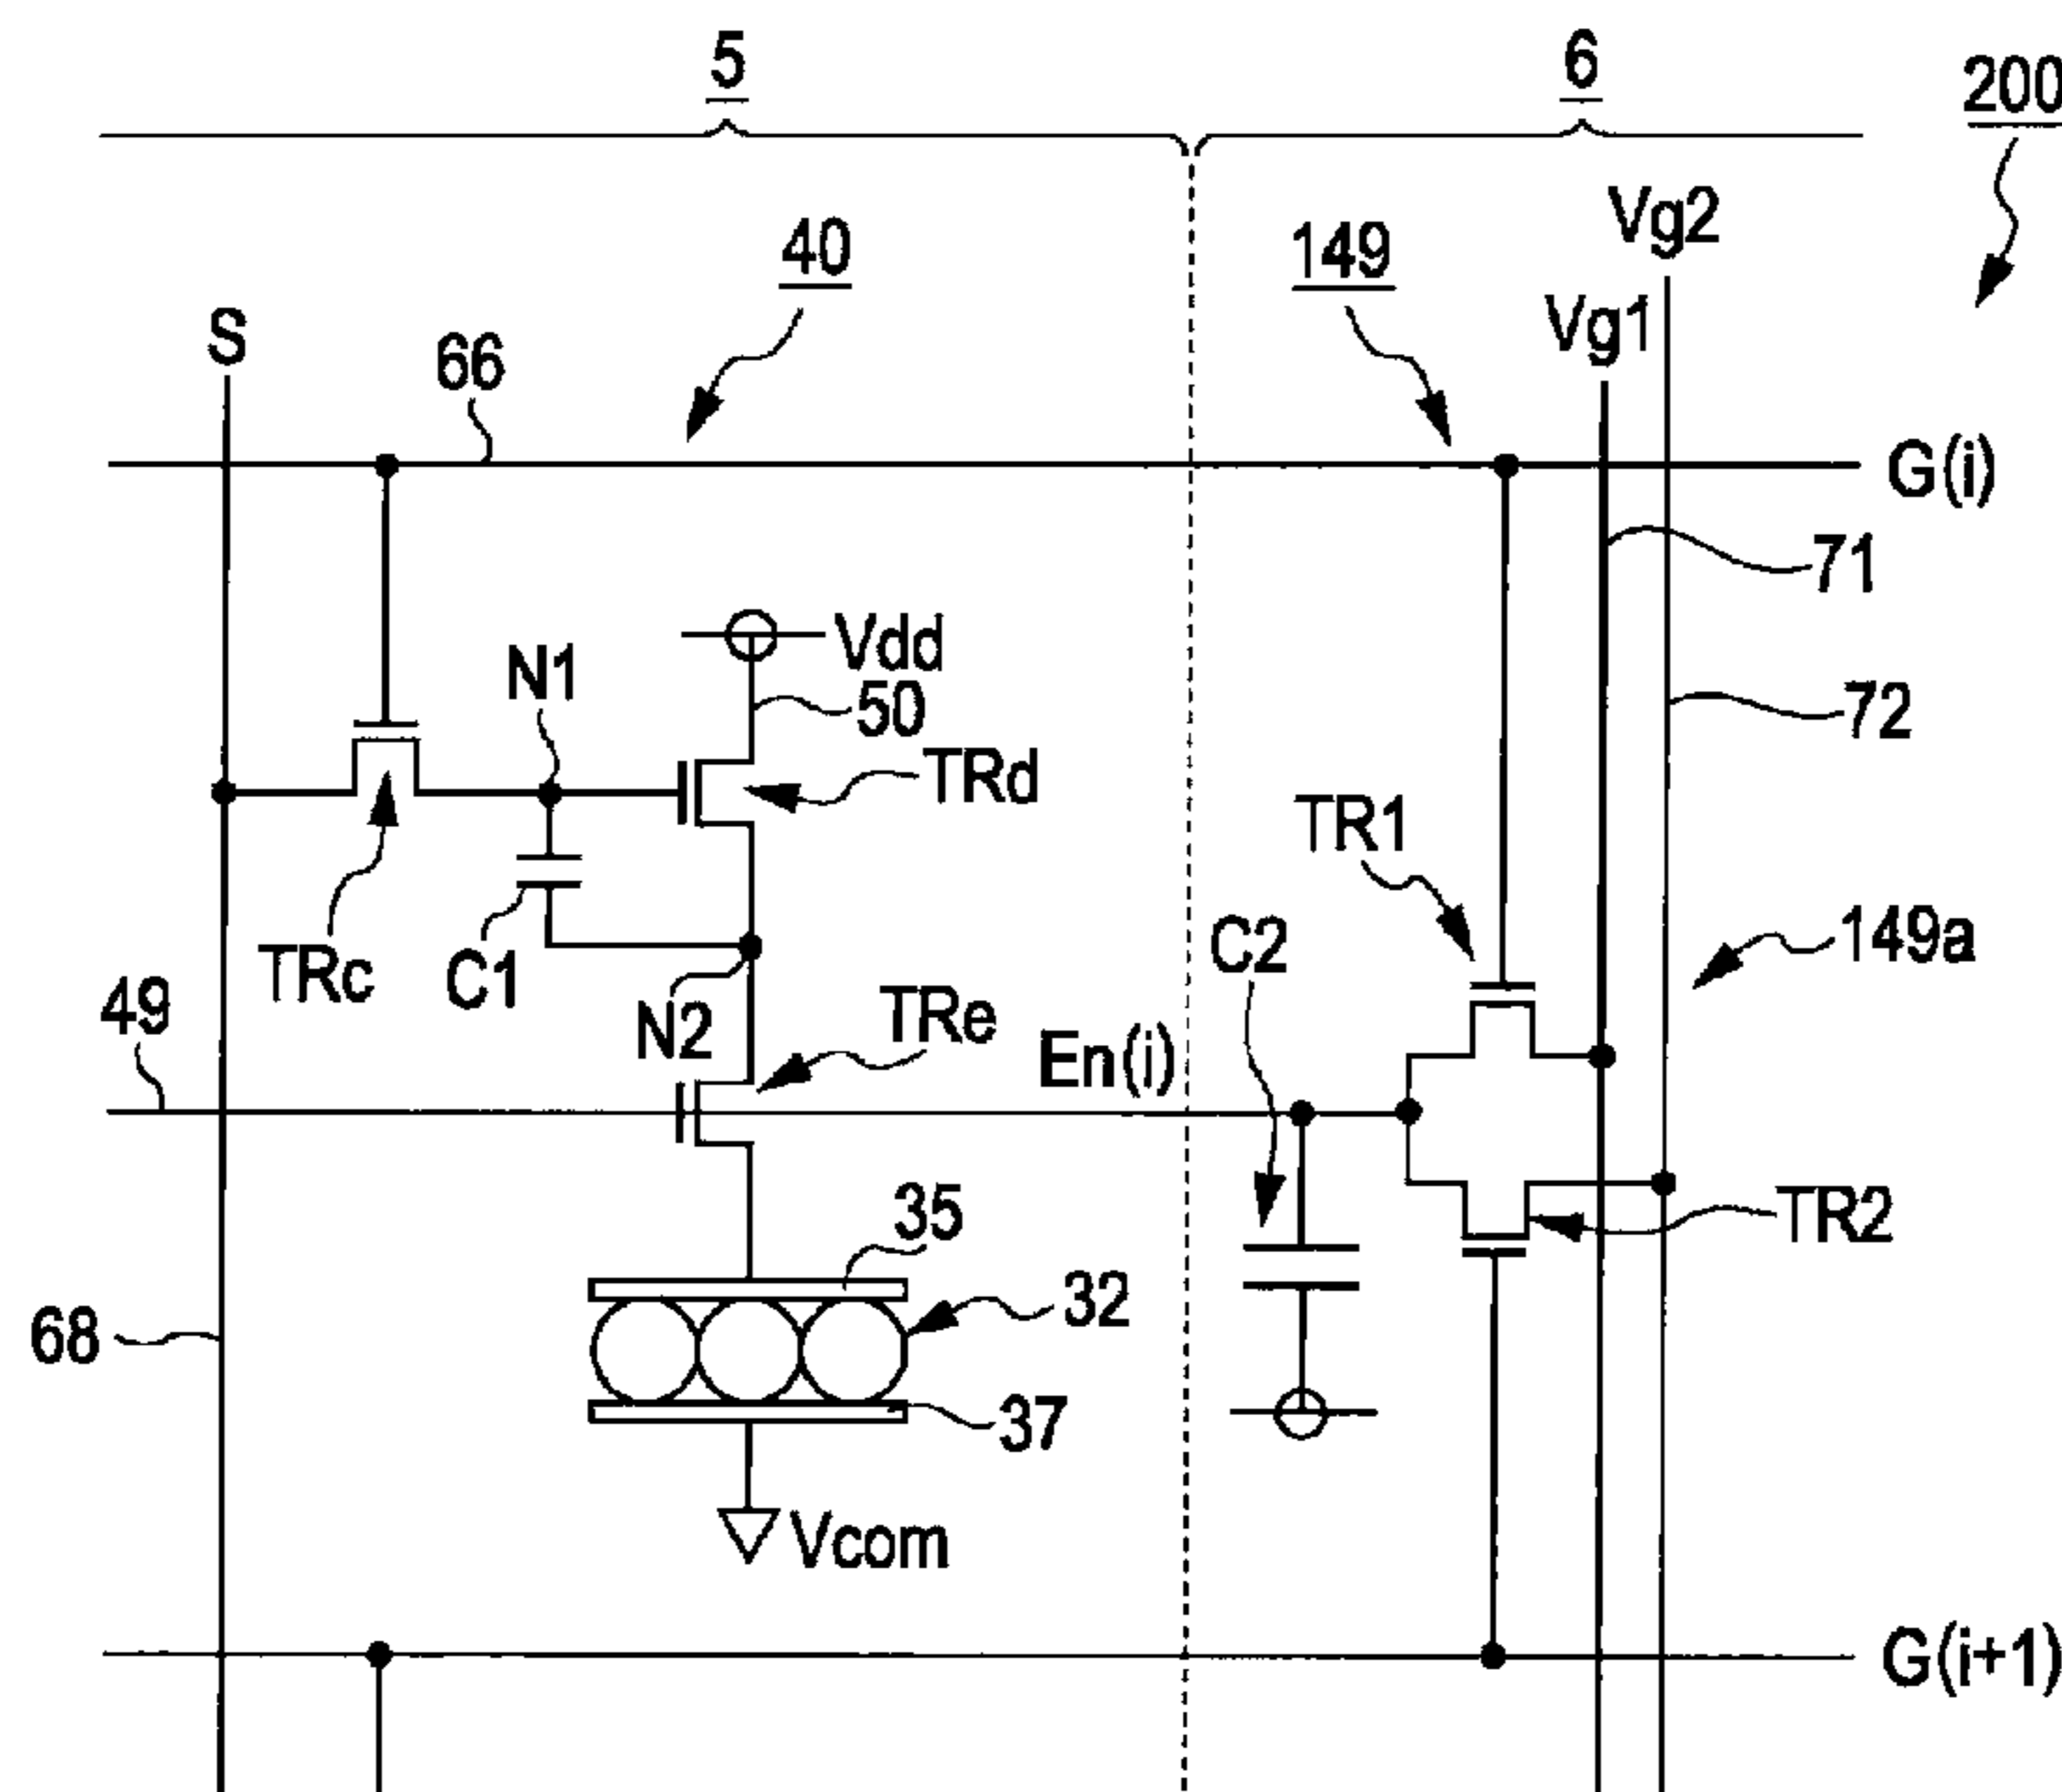 5
6
200
Vg2
40
149
Vg1
S
66
G(i)
71
Vdd
N1
50
72
TRd
TR1
C2
149a
TRc
C1
49
N2
TRe
En(i)
35
TR2
32
68
37
Vcom
G(i+1)